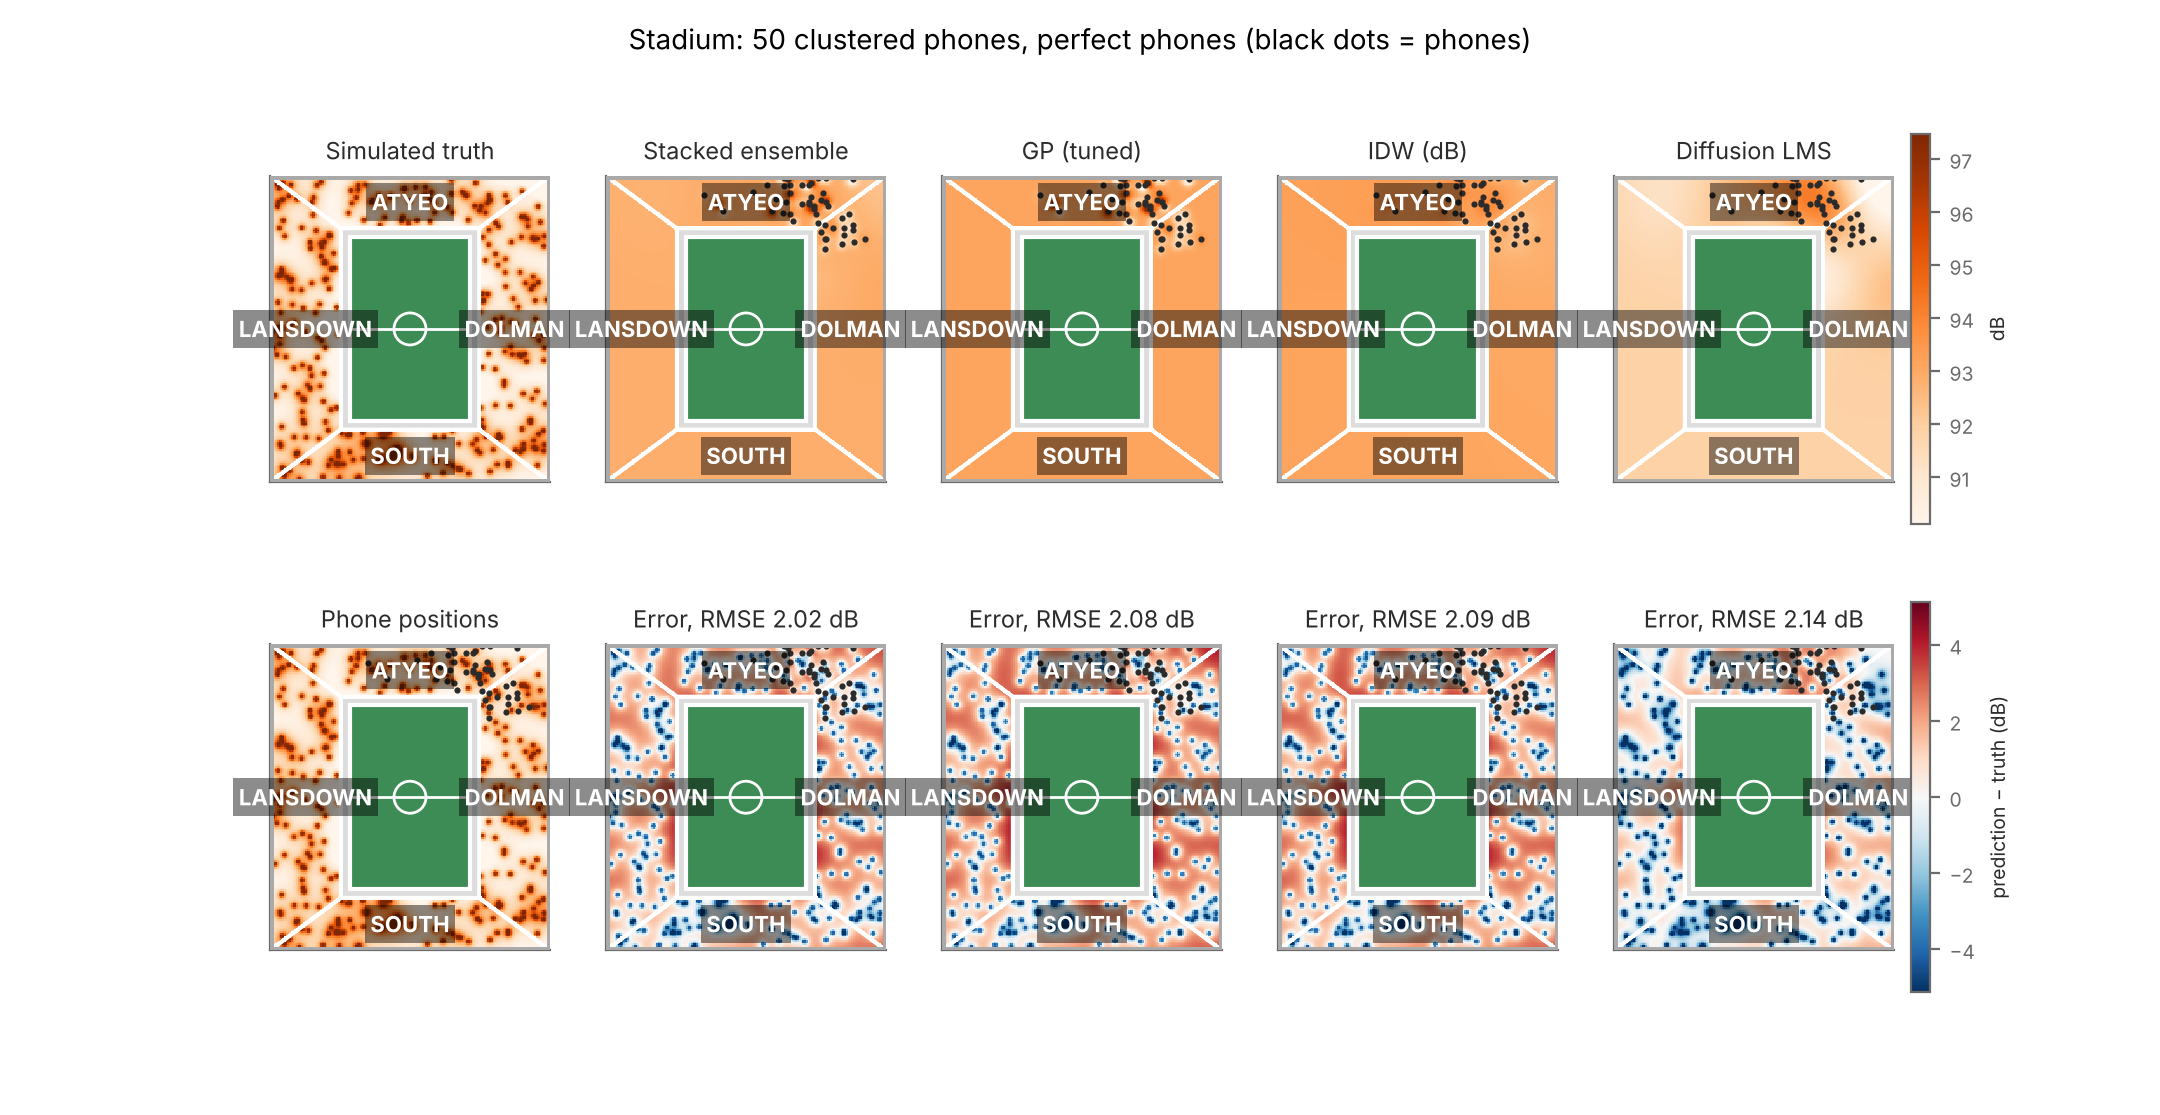 Stadium: 50 clustered phones, perfect phones (black dots = phones)
Simulated truth
Stacked ensemble
GP (tuned)
IDW (dB)
Diffusion LMS
ATYEO
ATYEO
ATYEO
ATYEO
ATYEO
LANSDOWN
DOLMAN
LANSDOWN
DOLMAN
LANSDOWN
DOLMAN
LANSDOWN
DOLMAN
LANSDOWN
DOLMAN
SOUTH
SOUTH
SOUTH
SOUTH
SOUTH
97
96
95
94
93
92
91
dB
Phone positions
Error, RMSE 2.02 dB
Error, RMSE 2.08 dB
Error, RMSE 2.09 dB
Error, RMSE 2.14 dB
ATYEO
ATYEO
ATYEO
ATYEO
ATYEO
LANSDOWN
DOLMAN
LANSDOWN
DOLMAN
LANSDOWN
DOLMAN
LANSDOWN
DOLMAN
LANSDOWN
DOLMAN
SOUTH
SOUTH
SOUTH
SOUTH
SOUTH
4
2
0
−2
−4
prediction − truth (dB)